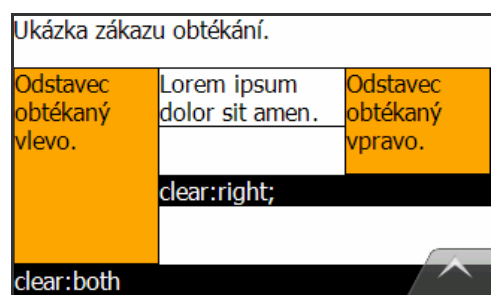 Ukázka zákazu obtékání.
Odstavec
obtékaný
vlevo.
Lorem ipsum
dolor sit amen.
Odstavec
obtékaný
vpravo.
clear:right;
clear:both